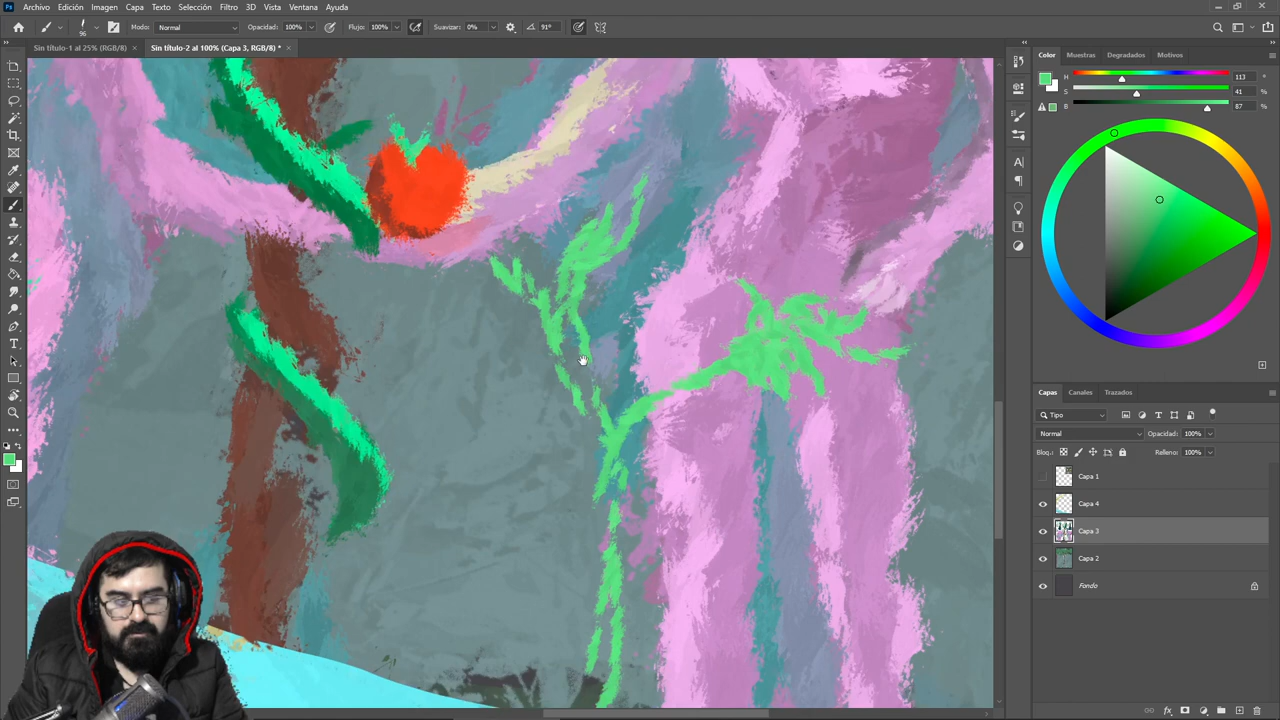 Ps Archivo Edición Imagen Capa Texto Selección Filtro 3D Vista Ventana Ayuda
96 Modo: Normal Opacidad: 100% Flujo: 100% Suavizar: 0% 91°
Sin título-1 al 25% (RGB/8) × Sin título-2 al 100% (Capa 3, RGB/8) * ×
Color Muestras Degradados Motivos
H 113 °
S 41 %
B 87 %
Capas Canales Trazados
Tipo
Normal Opacidad: 100%
Bloq.: Relleno: 100%
Capa 1
Capa 4
Capa 3
Capa 2
Fondo